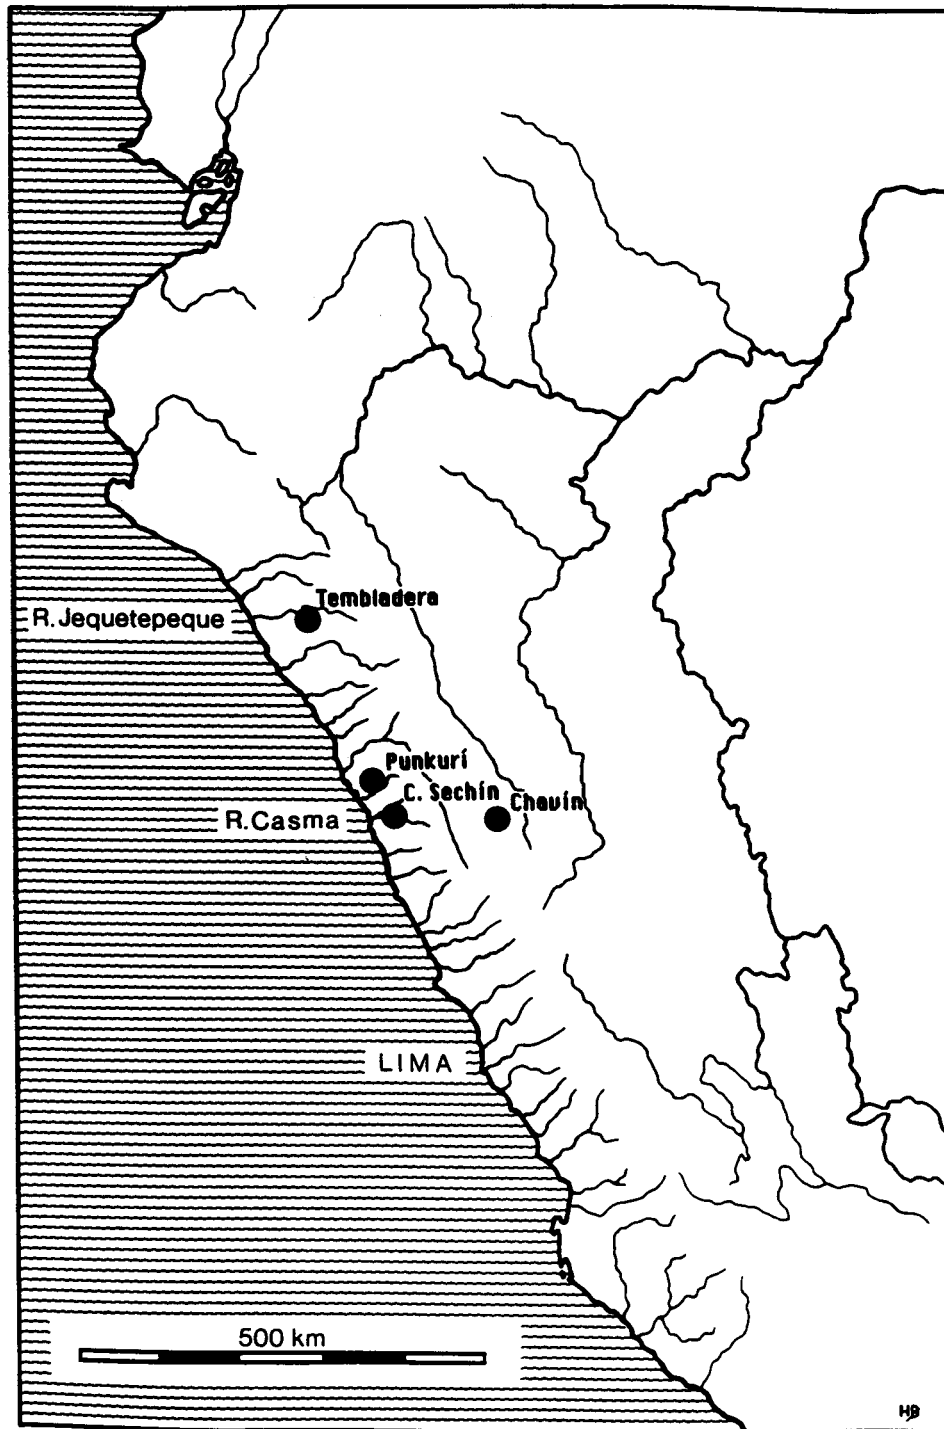 Tembladera
R. Jequetepeque
Punkurí
C. Sechín
Chavín
R. Casma
LIMA
500 km
HB